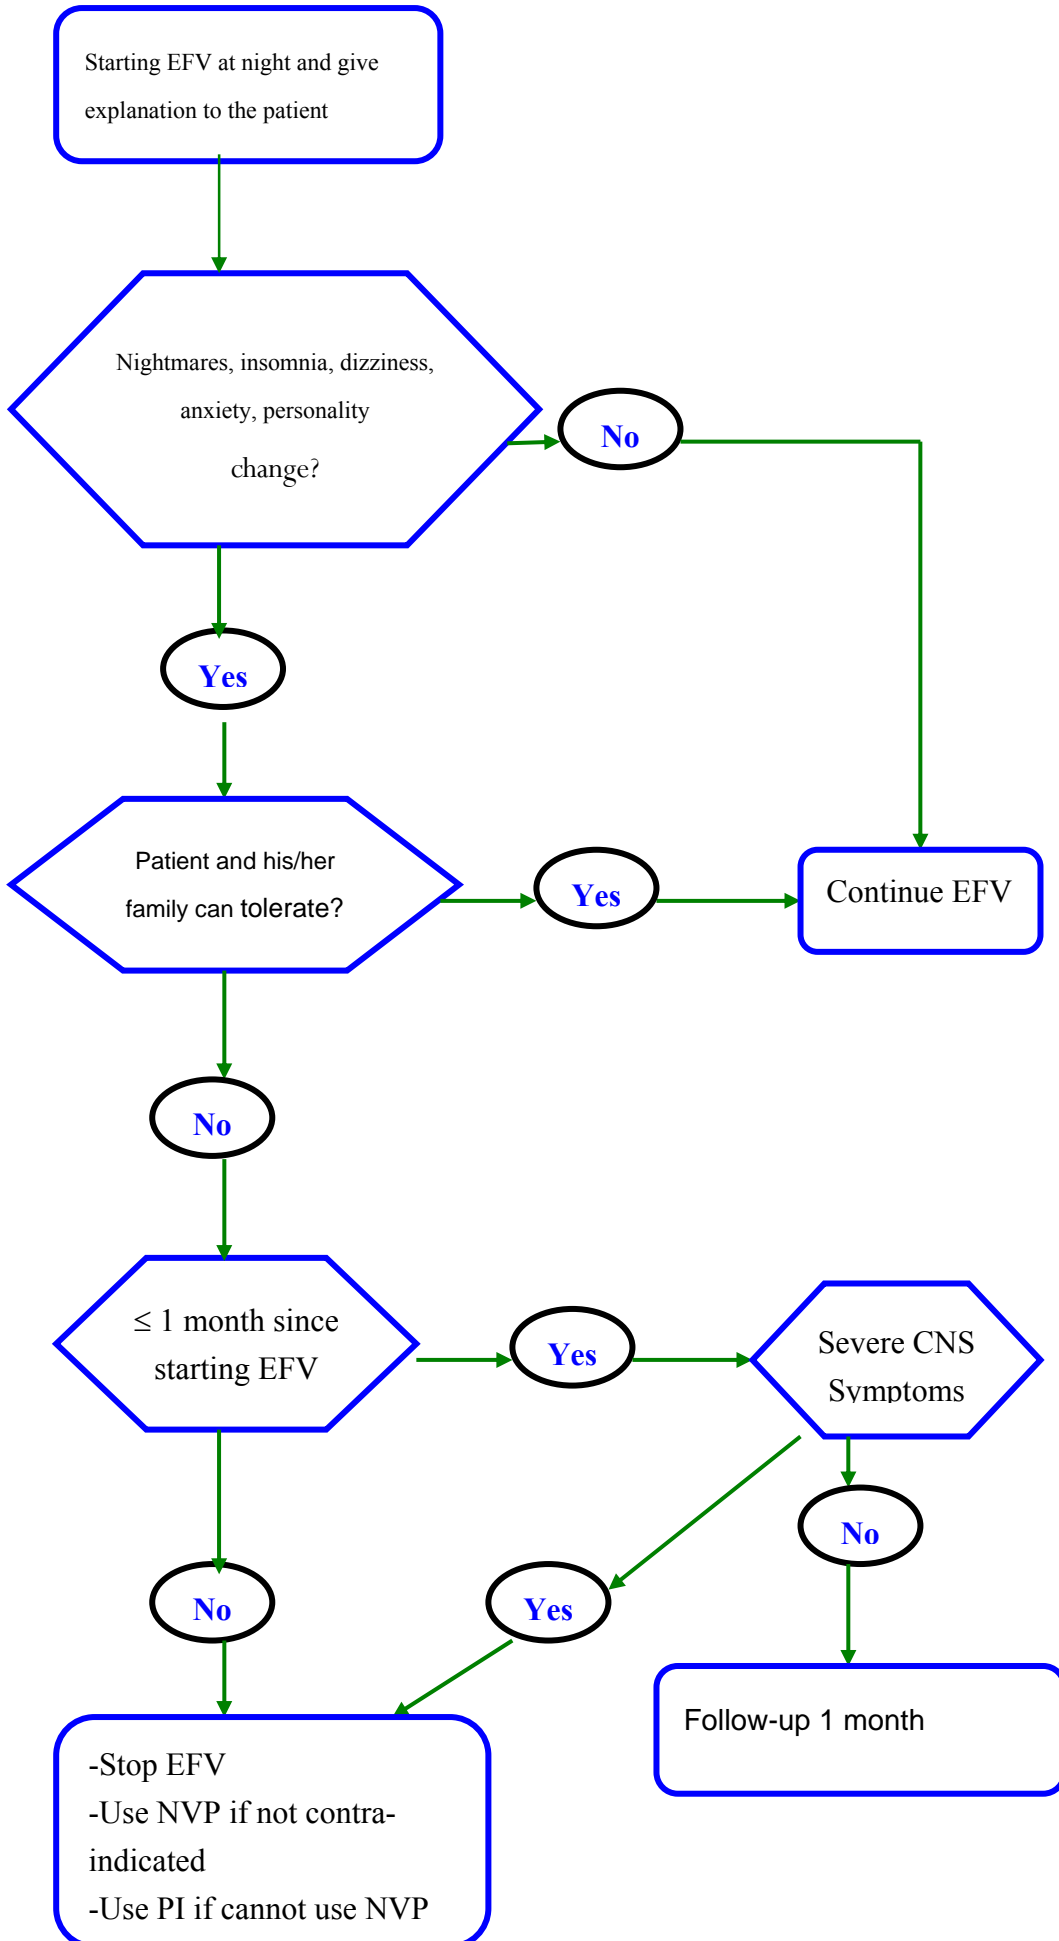 Starting EFV at night and give
explanation to the patient
Nightmares, insomnia, dizziness,
anxiety, personality
change?
No
Yes
Patient and his/her
family can tolerate?
Yes
Continue EFV
No
≤ 1 month since
starting EFV
Yes
Severe CNS
Symptoms
No
No
Yes
Follow-up 1 month
-Stop EFV
-Use NVP if not contra-
indicated
-Use PI if cannot use NVP